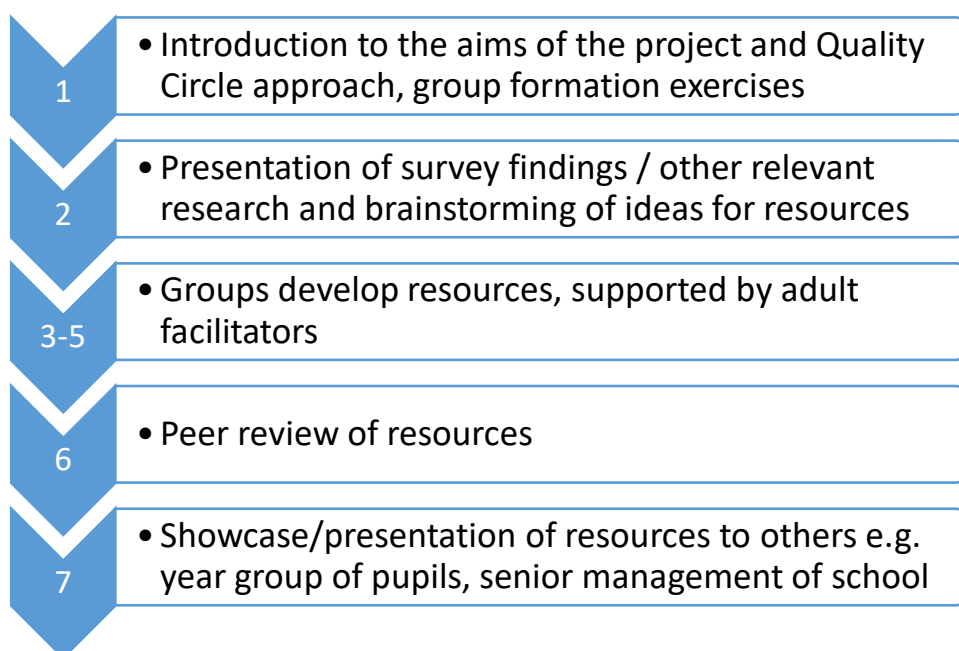 1
• Introduction to the aims of the project and Quality
Circle approach, group formation exercises
2
• Presentation of survey findings / other relevant
research and brainstorming of ideas for resources
3-5
• Groups develop resources, supported by adult
facilitators
6
• Peer review of resources
7
• Showcase/presentation of resources to others e.g.
year group of pupils, senior management of school